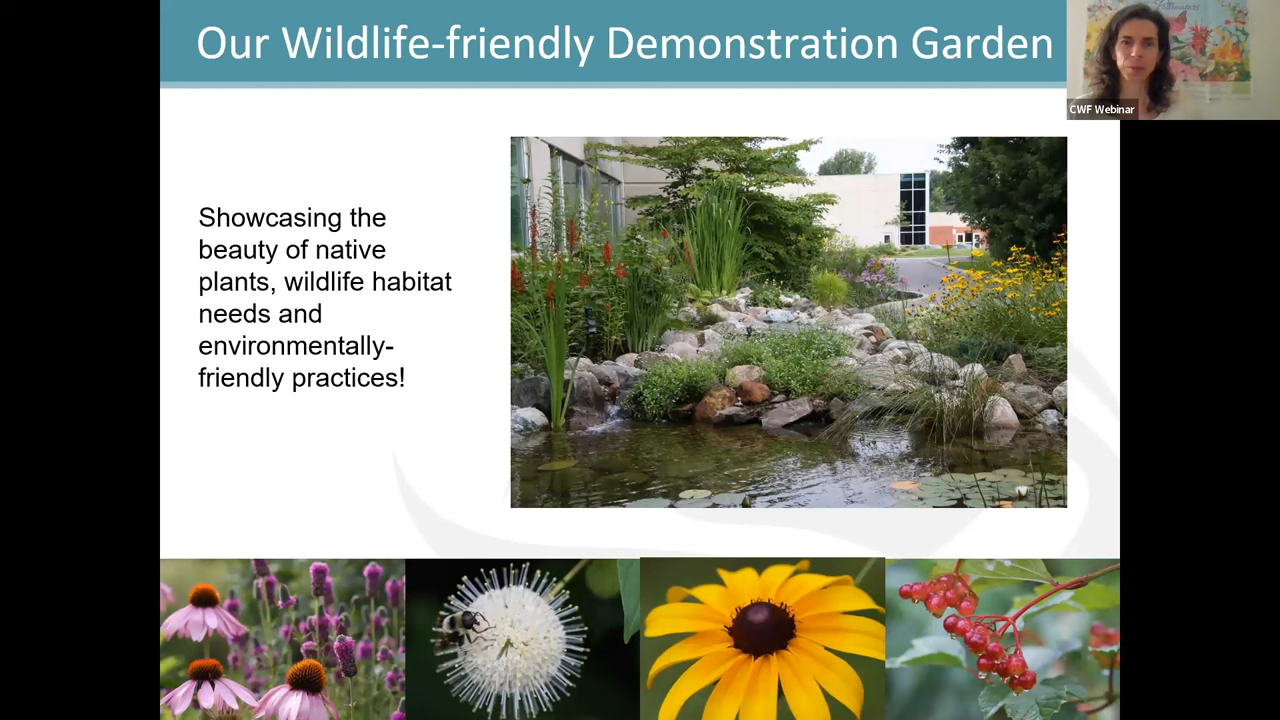 Our Wildlife-friendly Demonstration Garden
CWF Webinar
Showcasing the
beauty of native
plants, wildlife habitat
needs and
environmentally-
friendly practices!